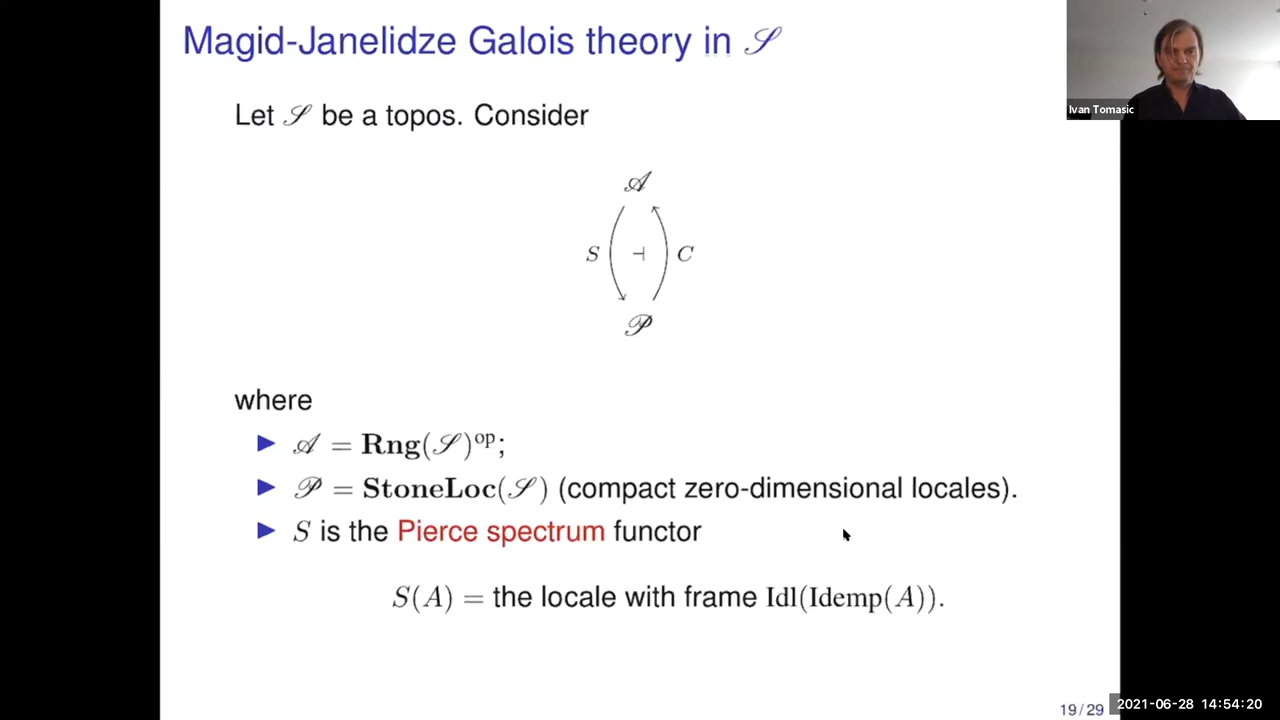 Magid-Janelidze Galois theory in 𝒮
Ivan Tomasic
Let 𝒮 be a topos. Consider
𝒜
S ⊣ C
𝒫
where
▶ 𝒜 = Rng(𝒮)ᵒᵖ;
▶ 𝒫 = StoneLoc(𝒮) (compact zero-dimensional locales).
▶ S is the Pierce spectrum functor
S(A) = the locale with frame Idl(Idemp(A)).
19/29
2021-06-28 14:54:20